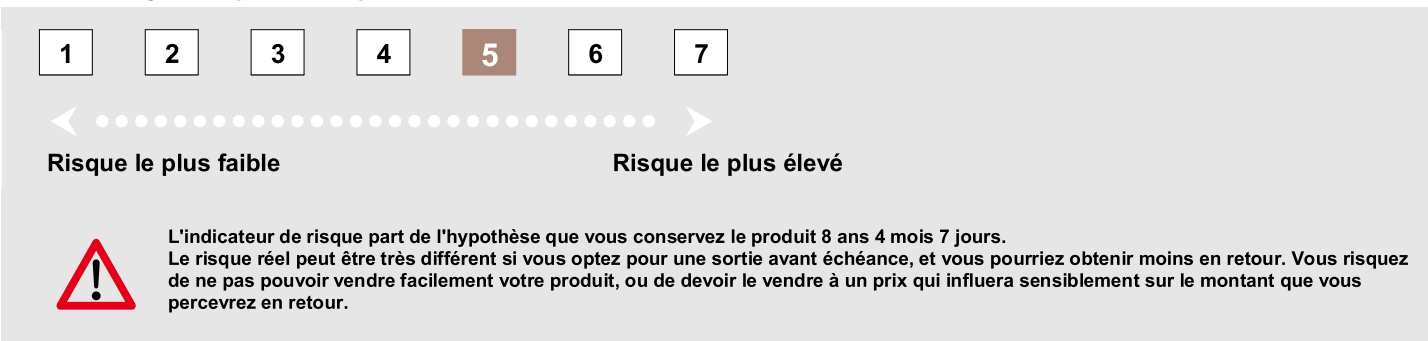 1 2 3 4 5 6 7
Risque le plus faible Risque le plus élevé
L'indicateur de risque part de l'hypothèse que vous conservez le produit 8 ans 4 mois 7 jours.
Le risque réel peut être très différent si vous optez pour une sortie avant échéance, et vous pourriez obtenir moins en retour. Vous risquez
de ne pas pouvoir vendre facilement votre produit, ou de devoir le vendre à un prix qui influera sensiblement sur le montant que vous
percevrez en retour.